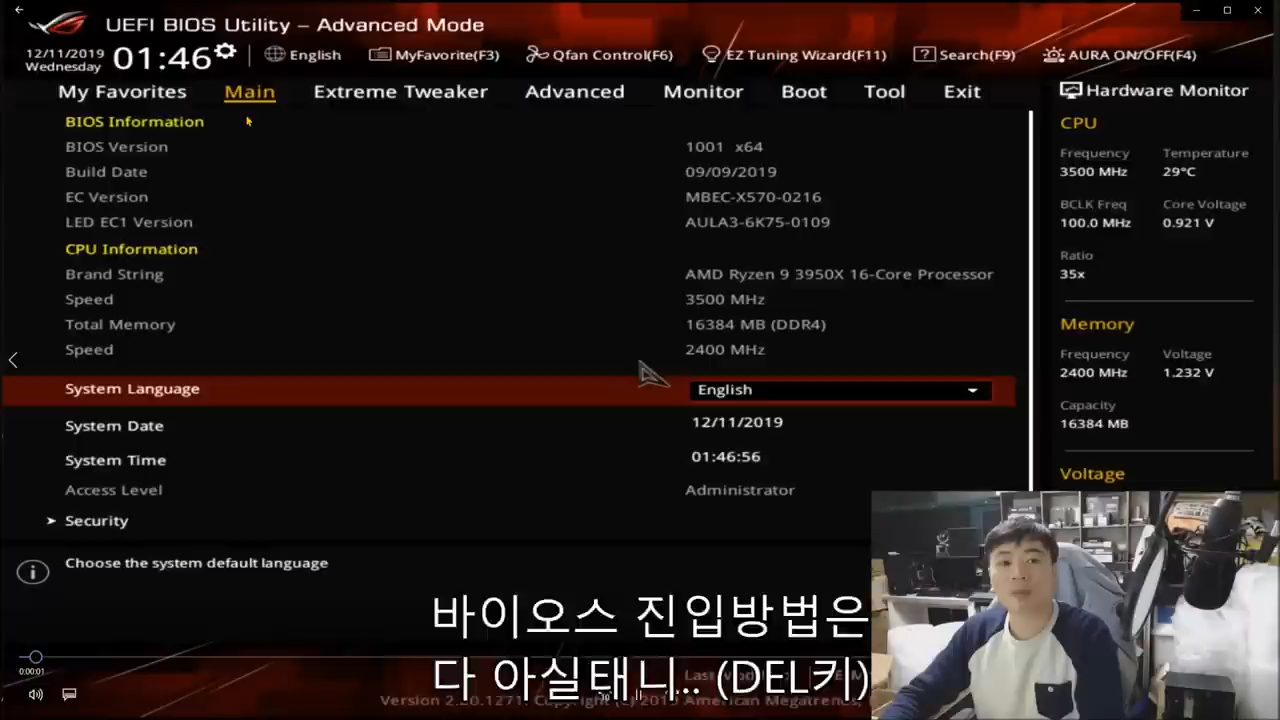 UEFI BIOS Utility – Advanced Mode
12/11/2019
Wednesday
01:46
English
MyFavorite(F3)
Qfan Control(F6)
EZ Tuning Wizard(F11)
Search(F9)
AURA ON/OFF(F4)
My Favorites
Main
Extreme Tweaker
Advanced
Monitor
Boot
Tool
Exit
BIOS Information
BIOS Version 1001 x64
Build Date 09/09/2019
EC Version MBEC-X570-0216
LED EC1 Version AULA3-6K75-0109
CPU Information
Brand String AMD Ryzen 9 3950X 16-Core Processor
Speed 3500 MHz
Total Memory 16384 MB (DDR4)
Speed 2400 MHz
System Language English
System Date 12/11/2019
System Time 01:46:56
Access Level Administrator
Security
Choose the system default language
Hardware Monitor
CPU
Frequency Temperature
3500 MHz 29°C
BCLK Freq Core Voltage
100.0 MHz 0.921 V
Ratio
35x
Memory
Frequency Voltage
2400 MHz 1.232 V
Capacity
16384 MB
Voltage
바이오스 진입방법은
다 아실태니.. (DEL키)
0:00:01
American Megatrends,